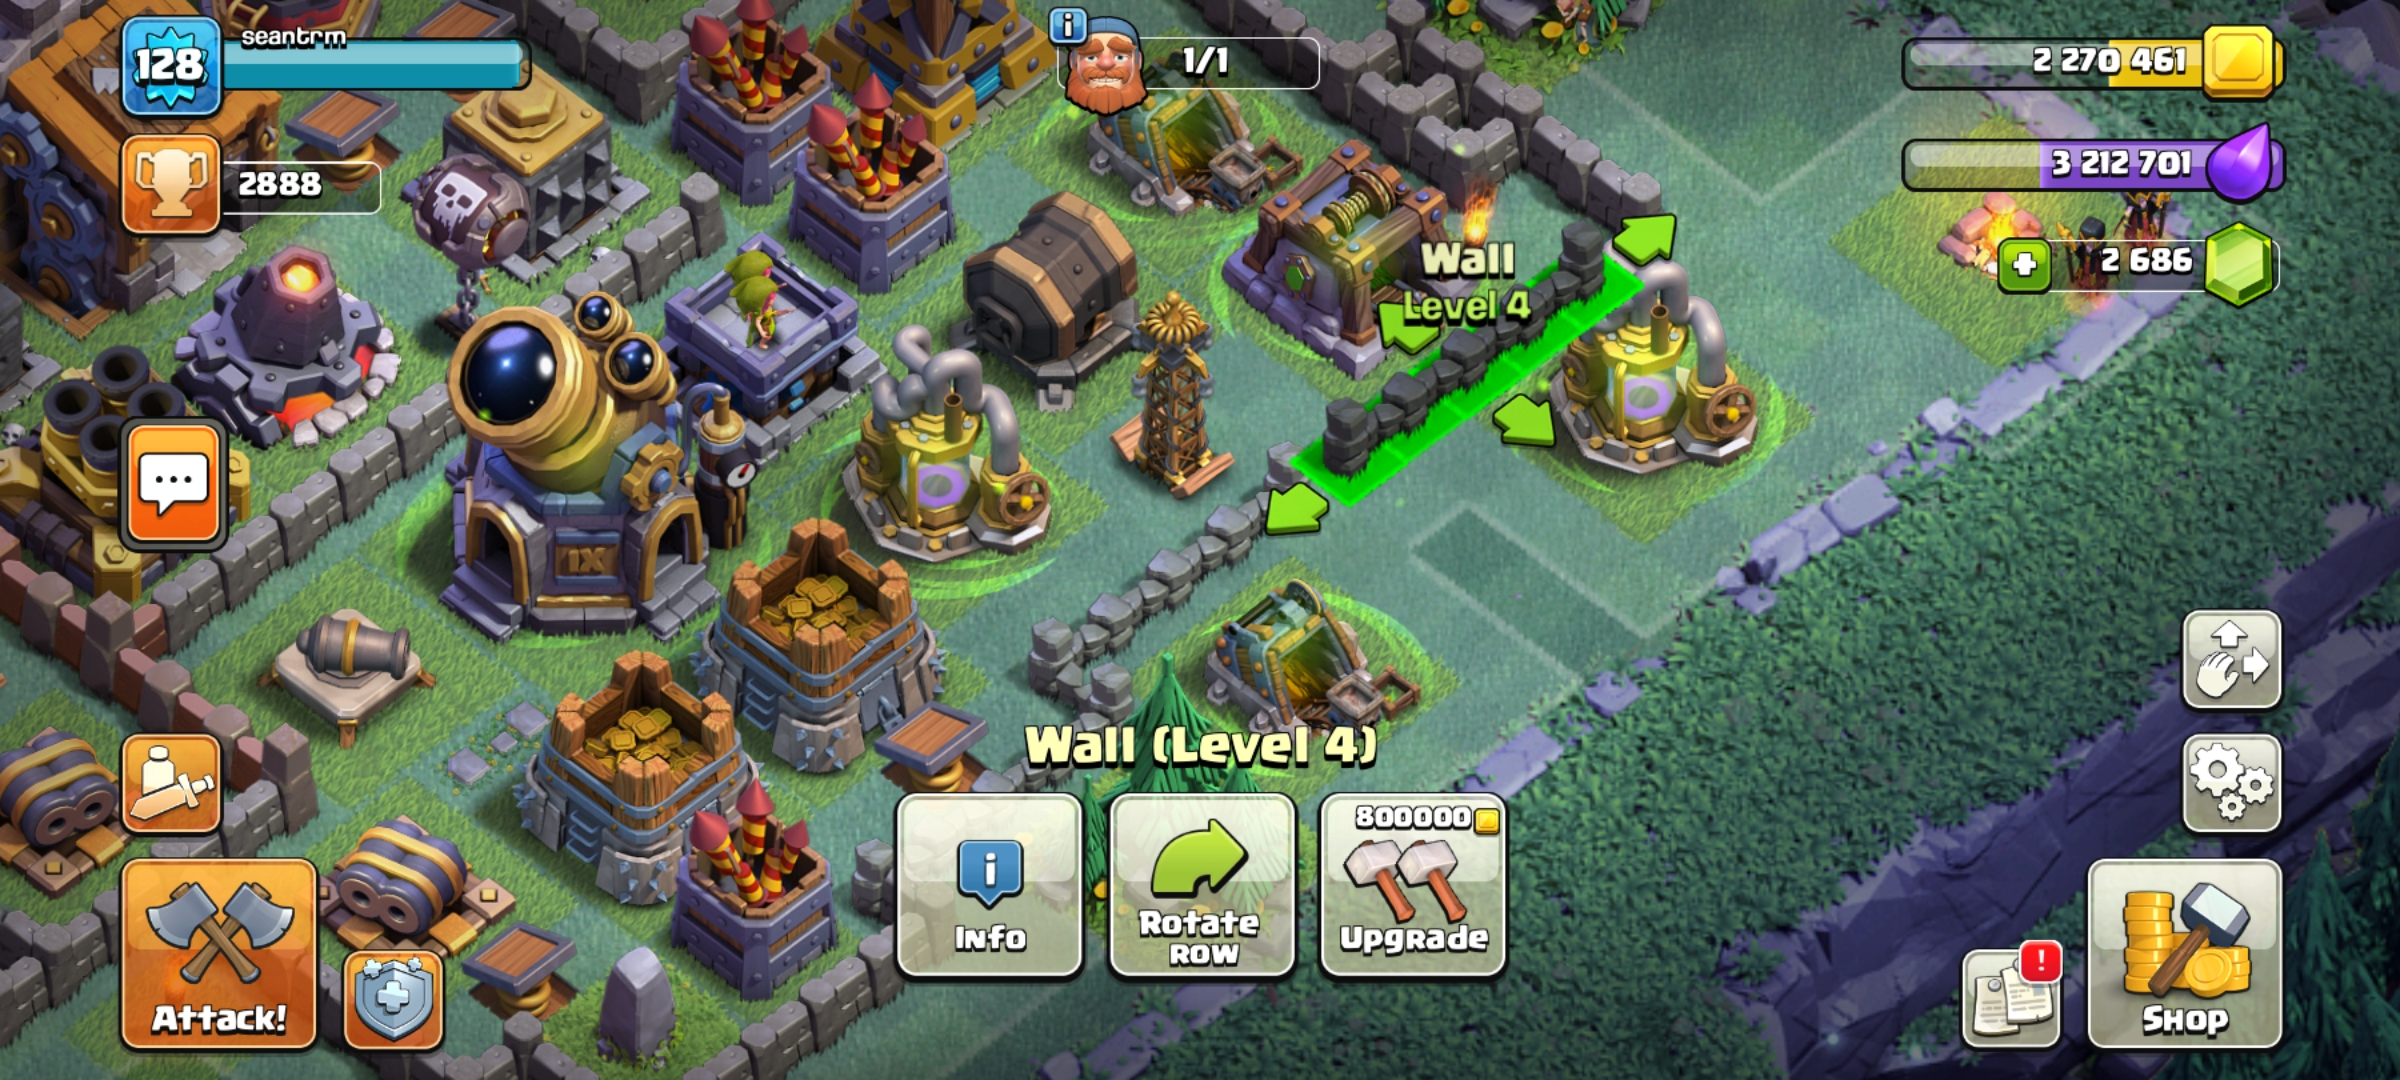 128
seantrm
1/1
2 270 461
2888
3 212 701
2 686
Wall
Level 4
IX
Wall (Level 4)
800000
Info
Rotate
ROW
Upgrade
Attack!
Shop